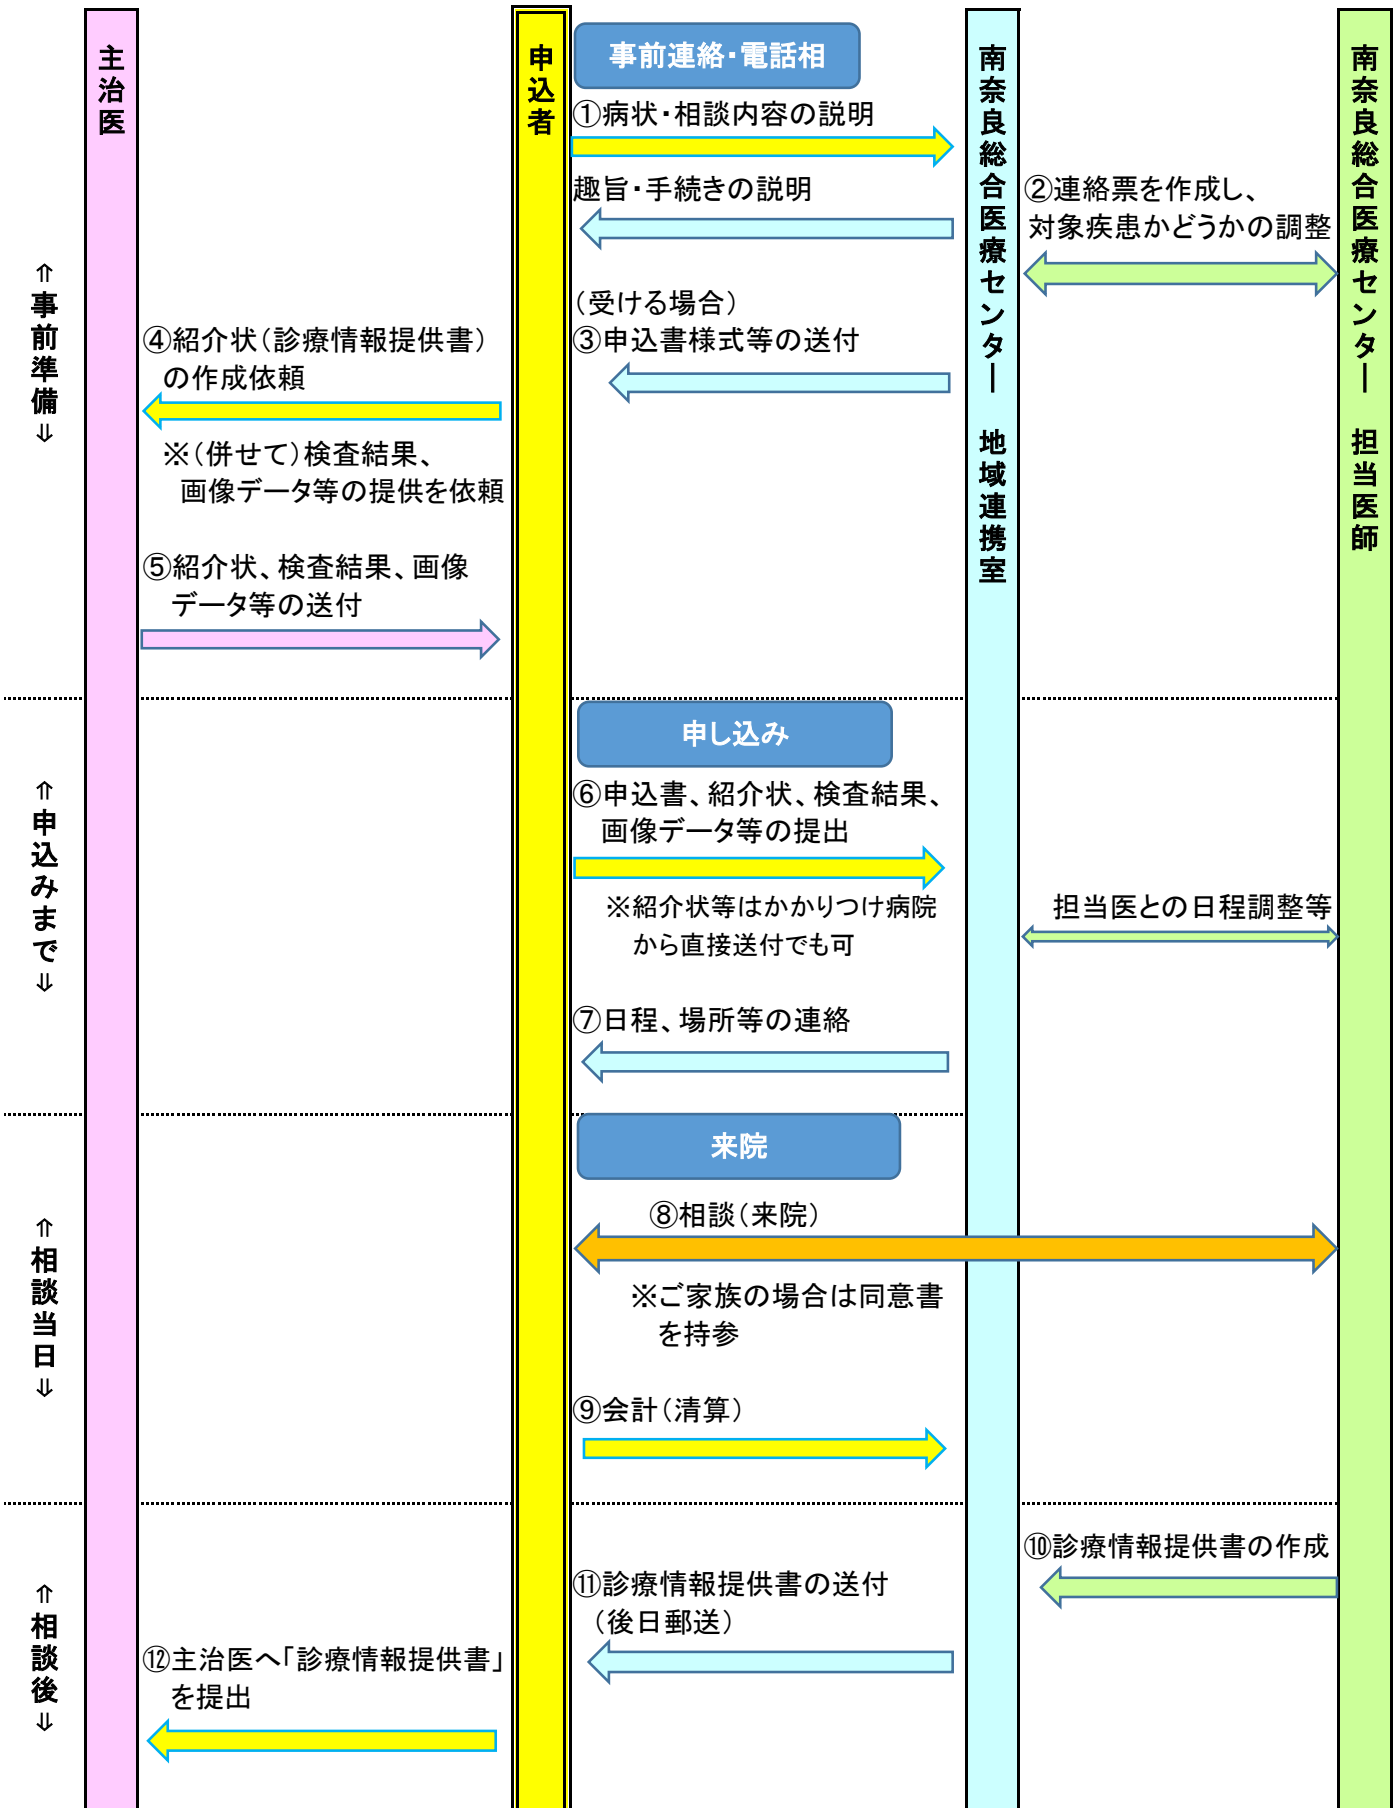 主治医
申込者
南奈良総合医療センター　地域連携室
南奈良総合医療センター　担当医師
⇑事前準備⇓
事前連絡・電話相
①病状・相談内容の説明
趣旨・手続きの説明
②連絡票を作成し、
対象疾患かどうかの調整
（受ける場合）
③申込書様式等の送付
④紹介状（診療情報提供書）
の作成依頼
※（併せて）検査結果、
画像データ等の提供を依頼
⑤紹介状、検査結果、画像
データ等の送付
⇑申込みまで⇓
申し込み
⑥申込書、紹介状、検査結果、
画像データ等の提出
※紹介状等はかかりつけ病院
から直接送付でも可
担当医との日程調整等
⑦日程、場所等の連絡
⇑相談当日⇓
来院
⑧相談（来院）
※ご家族の場合は同意書
を持参
⑨会計（清算）
⇑相談後⇓
⑩診療情報提供書の作成
⑪診療情報提供書の送付
（後日郵送）
⑫主治医へ「診療情報提供書」
を提出